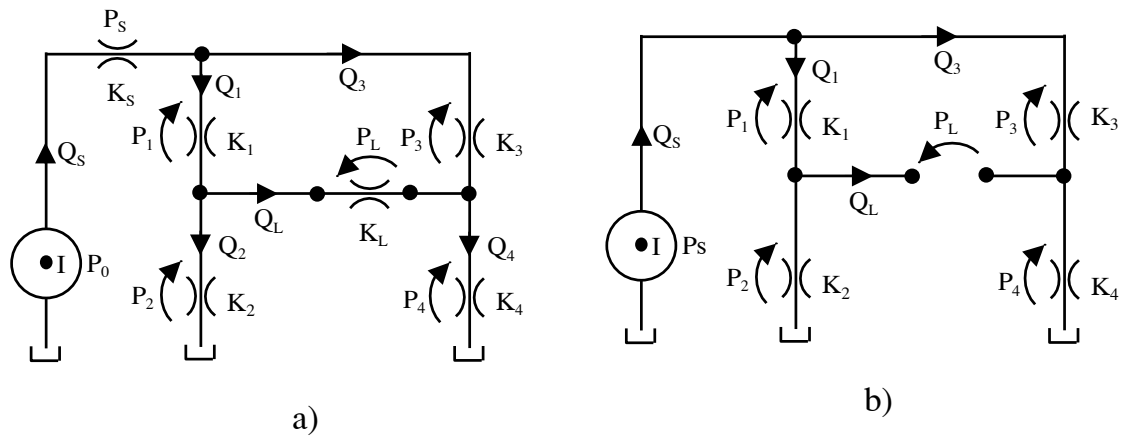 P_S
K_S
Q_1
Q_3
P_1
K_1
P_L
P_3
K_3
Q_S
Q_L
K_L
Q_2
Q_4
I
P_0
P_2
K_2
P_4
K_4
a)
Q_1
Q_3
P_1
K_1
P_L
P_3
K_3
Q_S
Q_L
I
Ps
P_2
K_2
P_4
K_4
b)